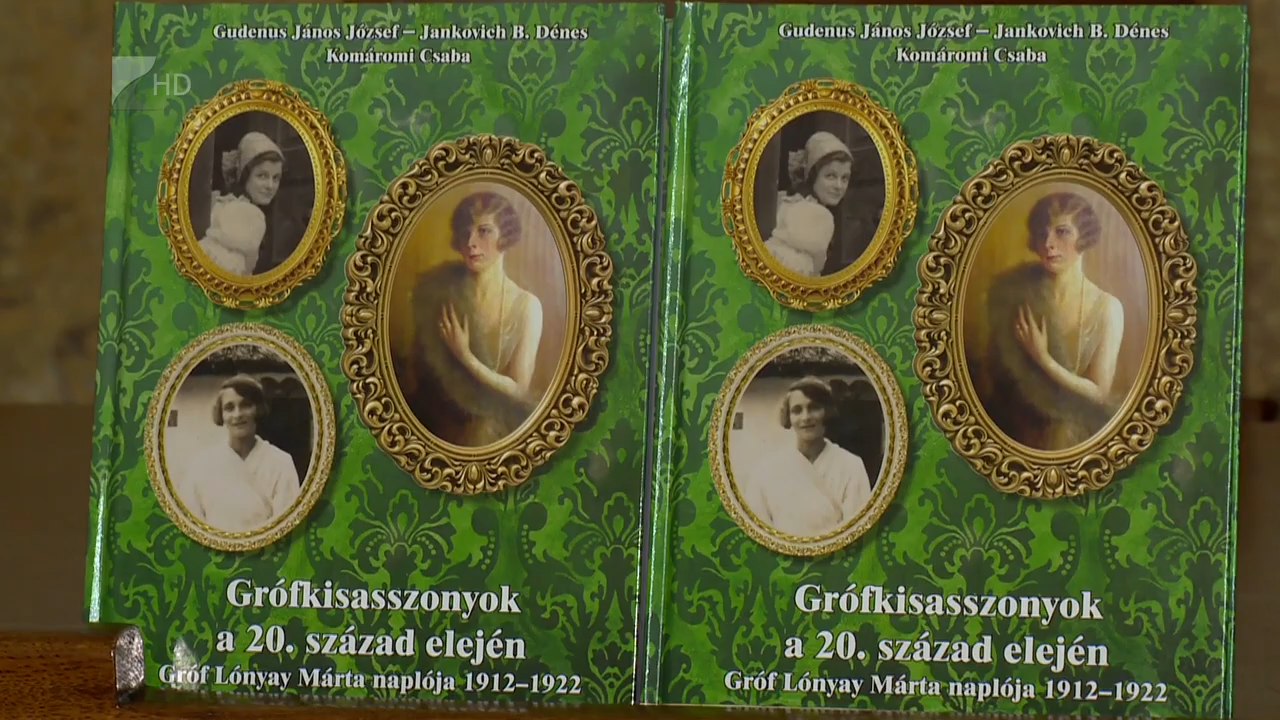 HD
Gudenus János József – Jankovich B. Dénes
Komáromi Csaba
Grófkisasszonyok
a 20. század elején
Gróf Lónyay Márta naplója 1912–1922
Gudenus János József – Jankovich B. Dénes
Komáromi Csaba
Grófkisasszonyok
a 20. század elején
Gróf Lónyay Márta naplója 1912–1922